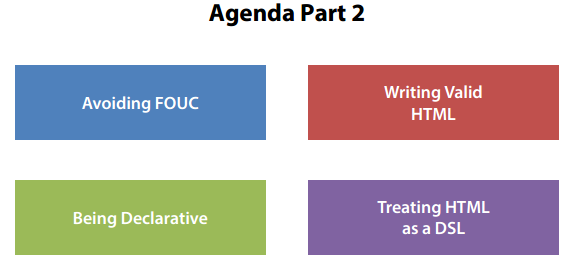 Agenda Part 2
Avoiding FOUC
Writing Valid
HTML
Being Declarative
Treating HTML
as a DSL